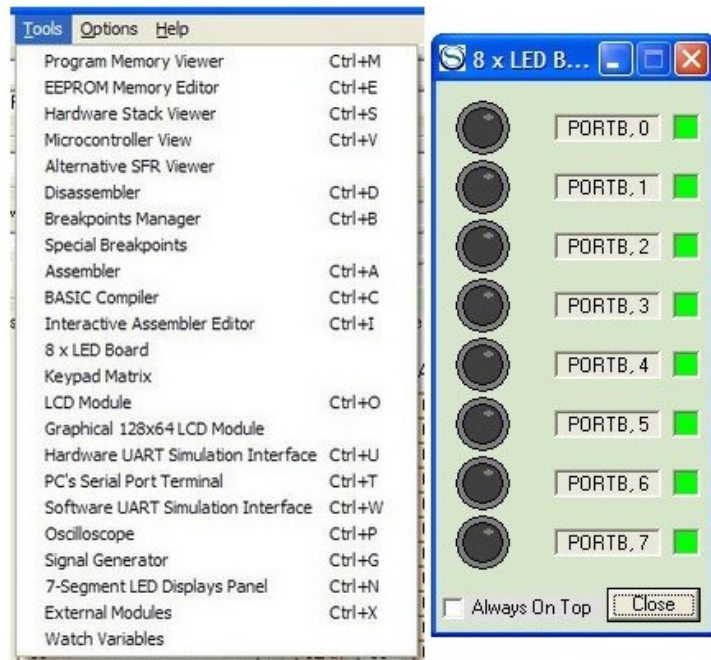 Tools Options Help
Program Memory Viewer Ctrl+M
EEPROM Memory Editor Ctrl+E
Hardware Stack Viewer Ctrl+S
Microcontroller View Ctrl+V
Alternative SFR Viewer
Disassembler Ctrl+D
Breakpoints Manager Ctrl+B
Special Breakpoints
Assembler Ctrl+A
BASIC Compiler Ctrl+C
Interactive Assembler Editor Ctrl+I
8 x LED Board
Keypad Matrix
LCD Module Ctrl+O
Graphical 128x64 LCD Module
Hardware UART Simulation Interface Ctrl+U
PC's Serial Port Terminal Ctrl+T
Software UART Simulation Interface Ctrl+W
Oscilloscope Ctrl+P
Signal Generator Ctrl+G
7-Segment LED Displays Panel Ctrl+N
External Modules Ctrl+X
Watch Variables
8 x LED B...
PORTB, 0
PORTB, 1
PORTB, 2
PORTB, 3
PORTB, 4
PORTB, 5
PORTB, 6
PORTB, 7
Always On Top Close